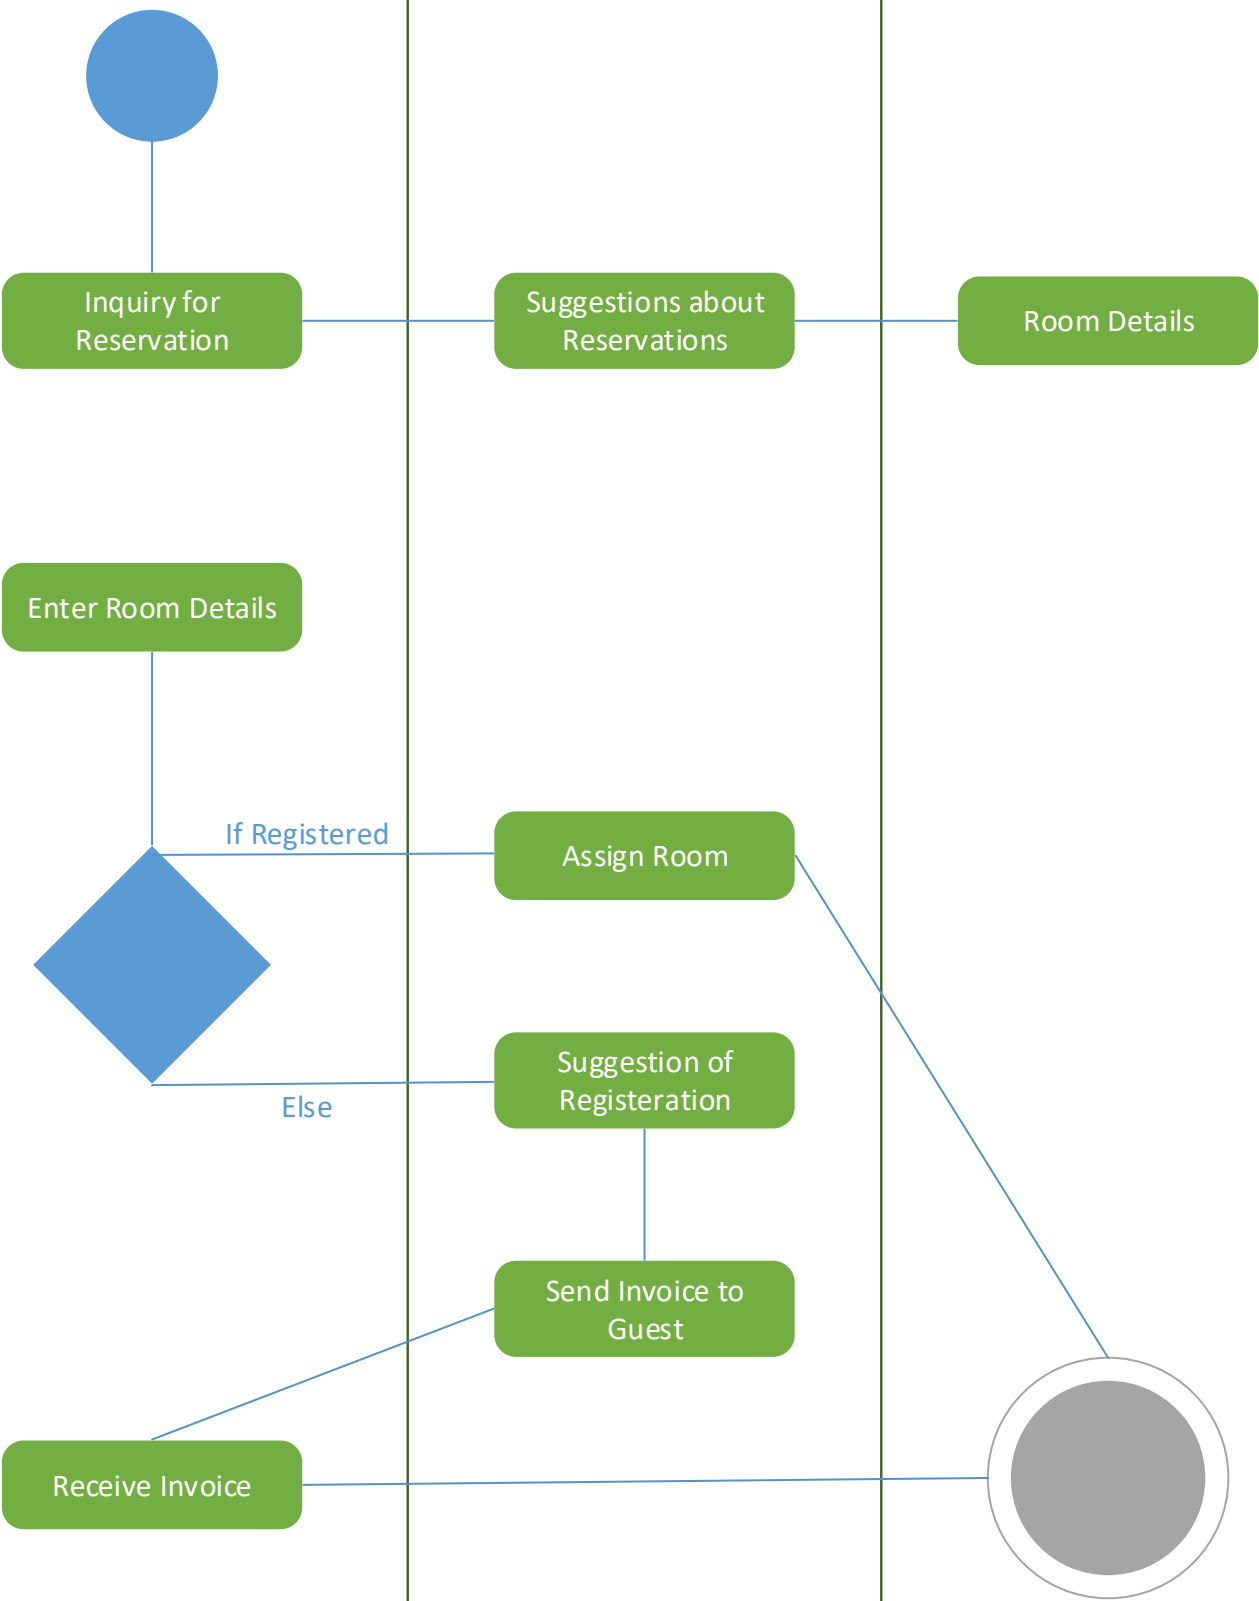 Inquiry for
Reservation
Suggestions about
Reservations
Room Details
Enter Room Details
If Registered
Assign Room
Suggestion of
Registeration
Else
Send Invoice to
Guest
Receive Invoice